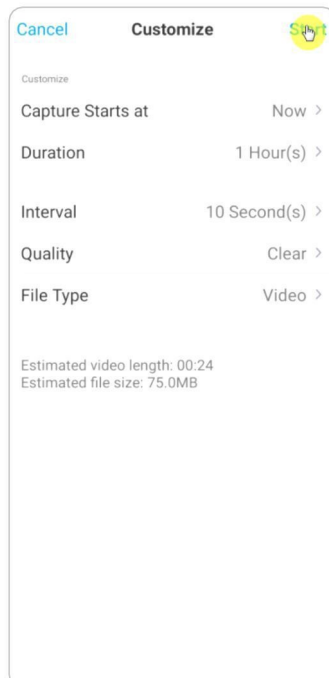 Cancel Customize Start
Customize
Capture Starts at Now >
Duration 1 Hour(s) >
Interval 10 Second(s) >
Quality Clear >
File Type Video >
Estimated video length: 00:24
Estimated file size: 75.0MB